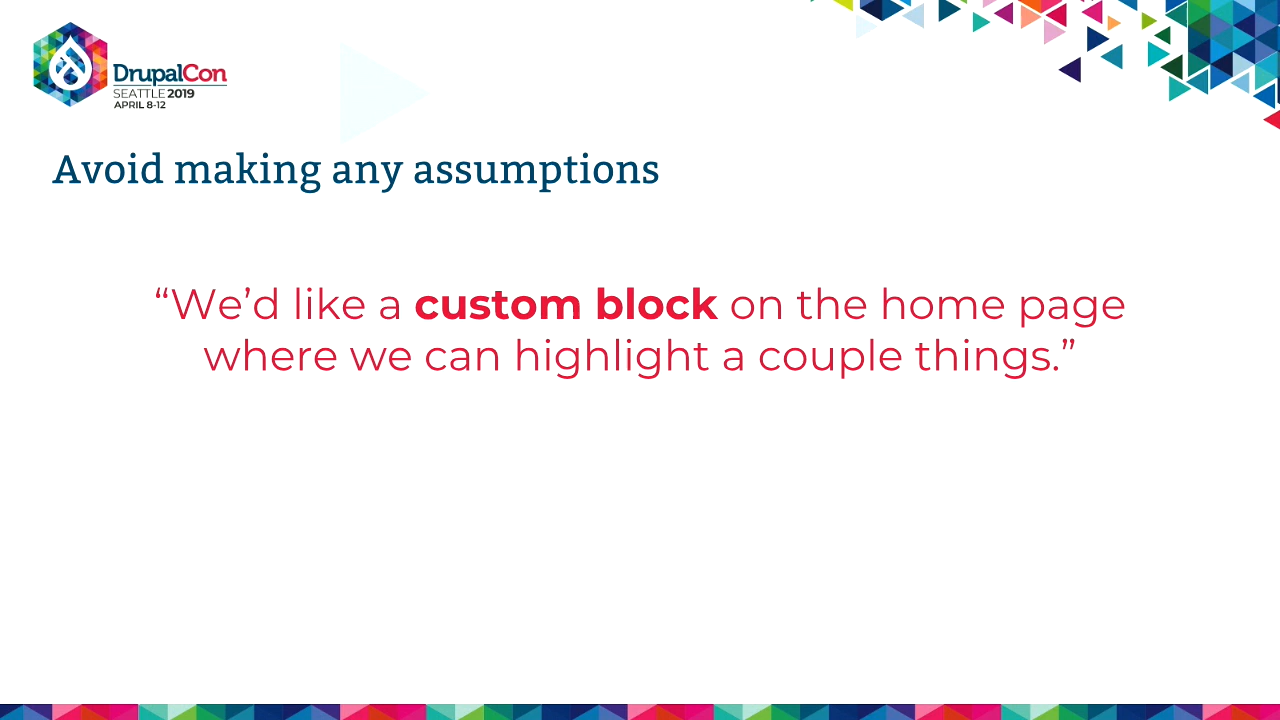 DrupalCon
SEATTLE 2019
APRIL 8-12
Avoid making any assumptions
“We’d like a custom block on the home page
where we can highlight a couple things.”